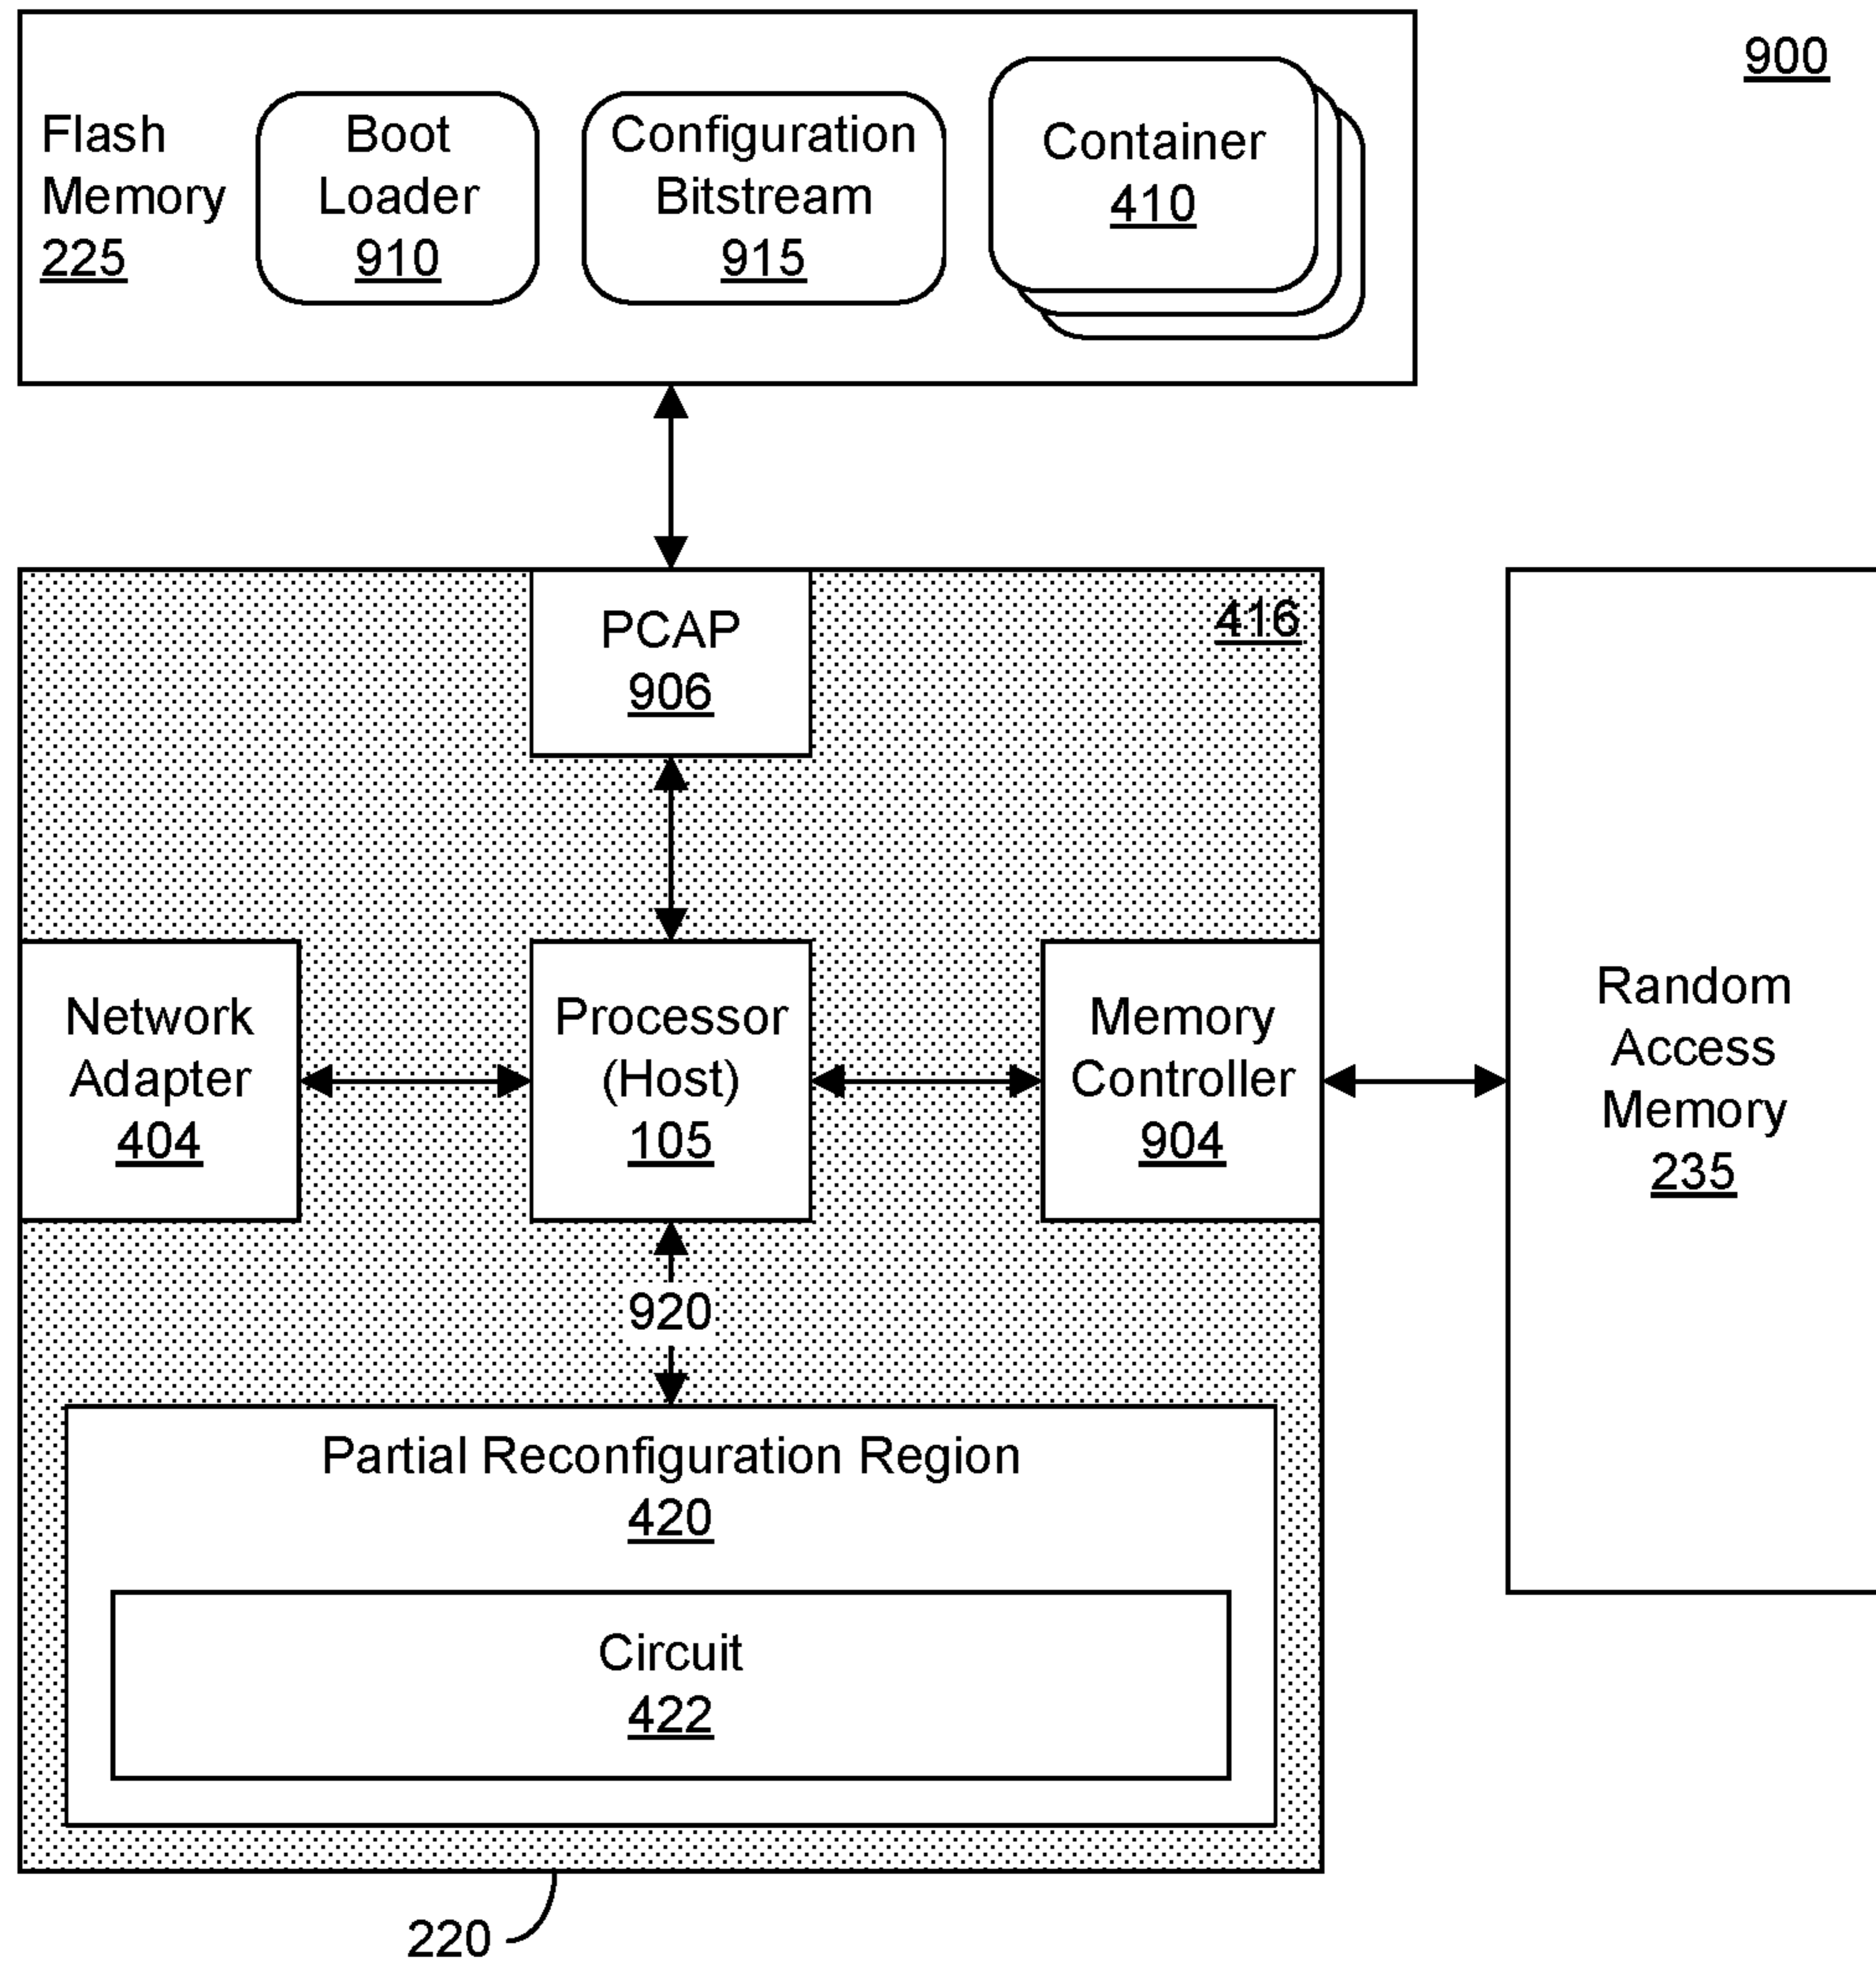 900
Flash
Memory
225
Boot
Loader
910
Configuration
Bitstream
915
Container
410
416
PCAP
906
Network
Adapter
404
Processor
(Host)
105
Memory
Controller
904
Random
Access
Memory
235
920
Partial Reconfiguration Region
420
Circuit
422
220